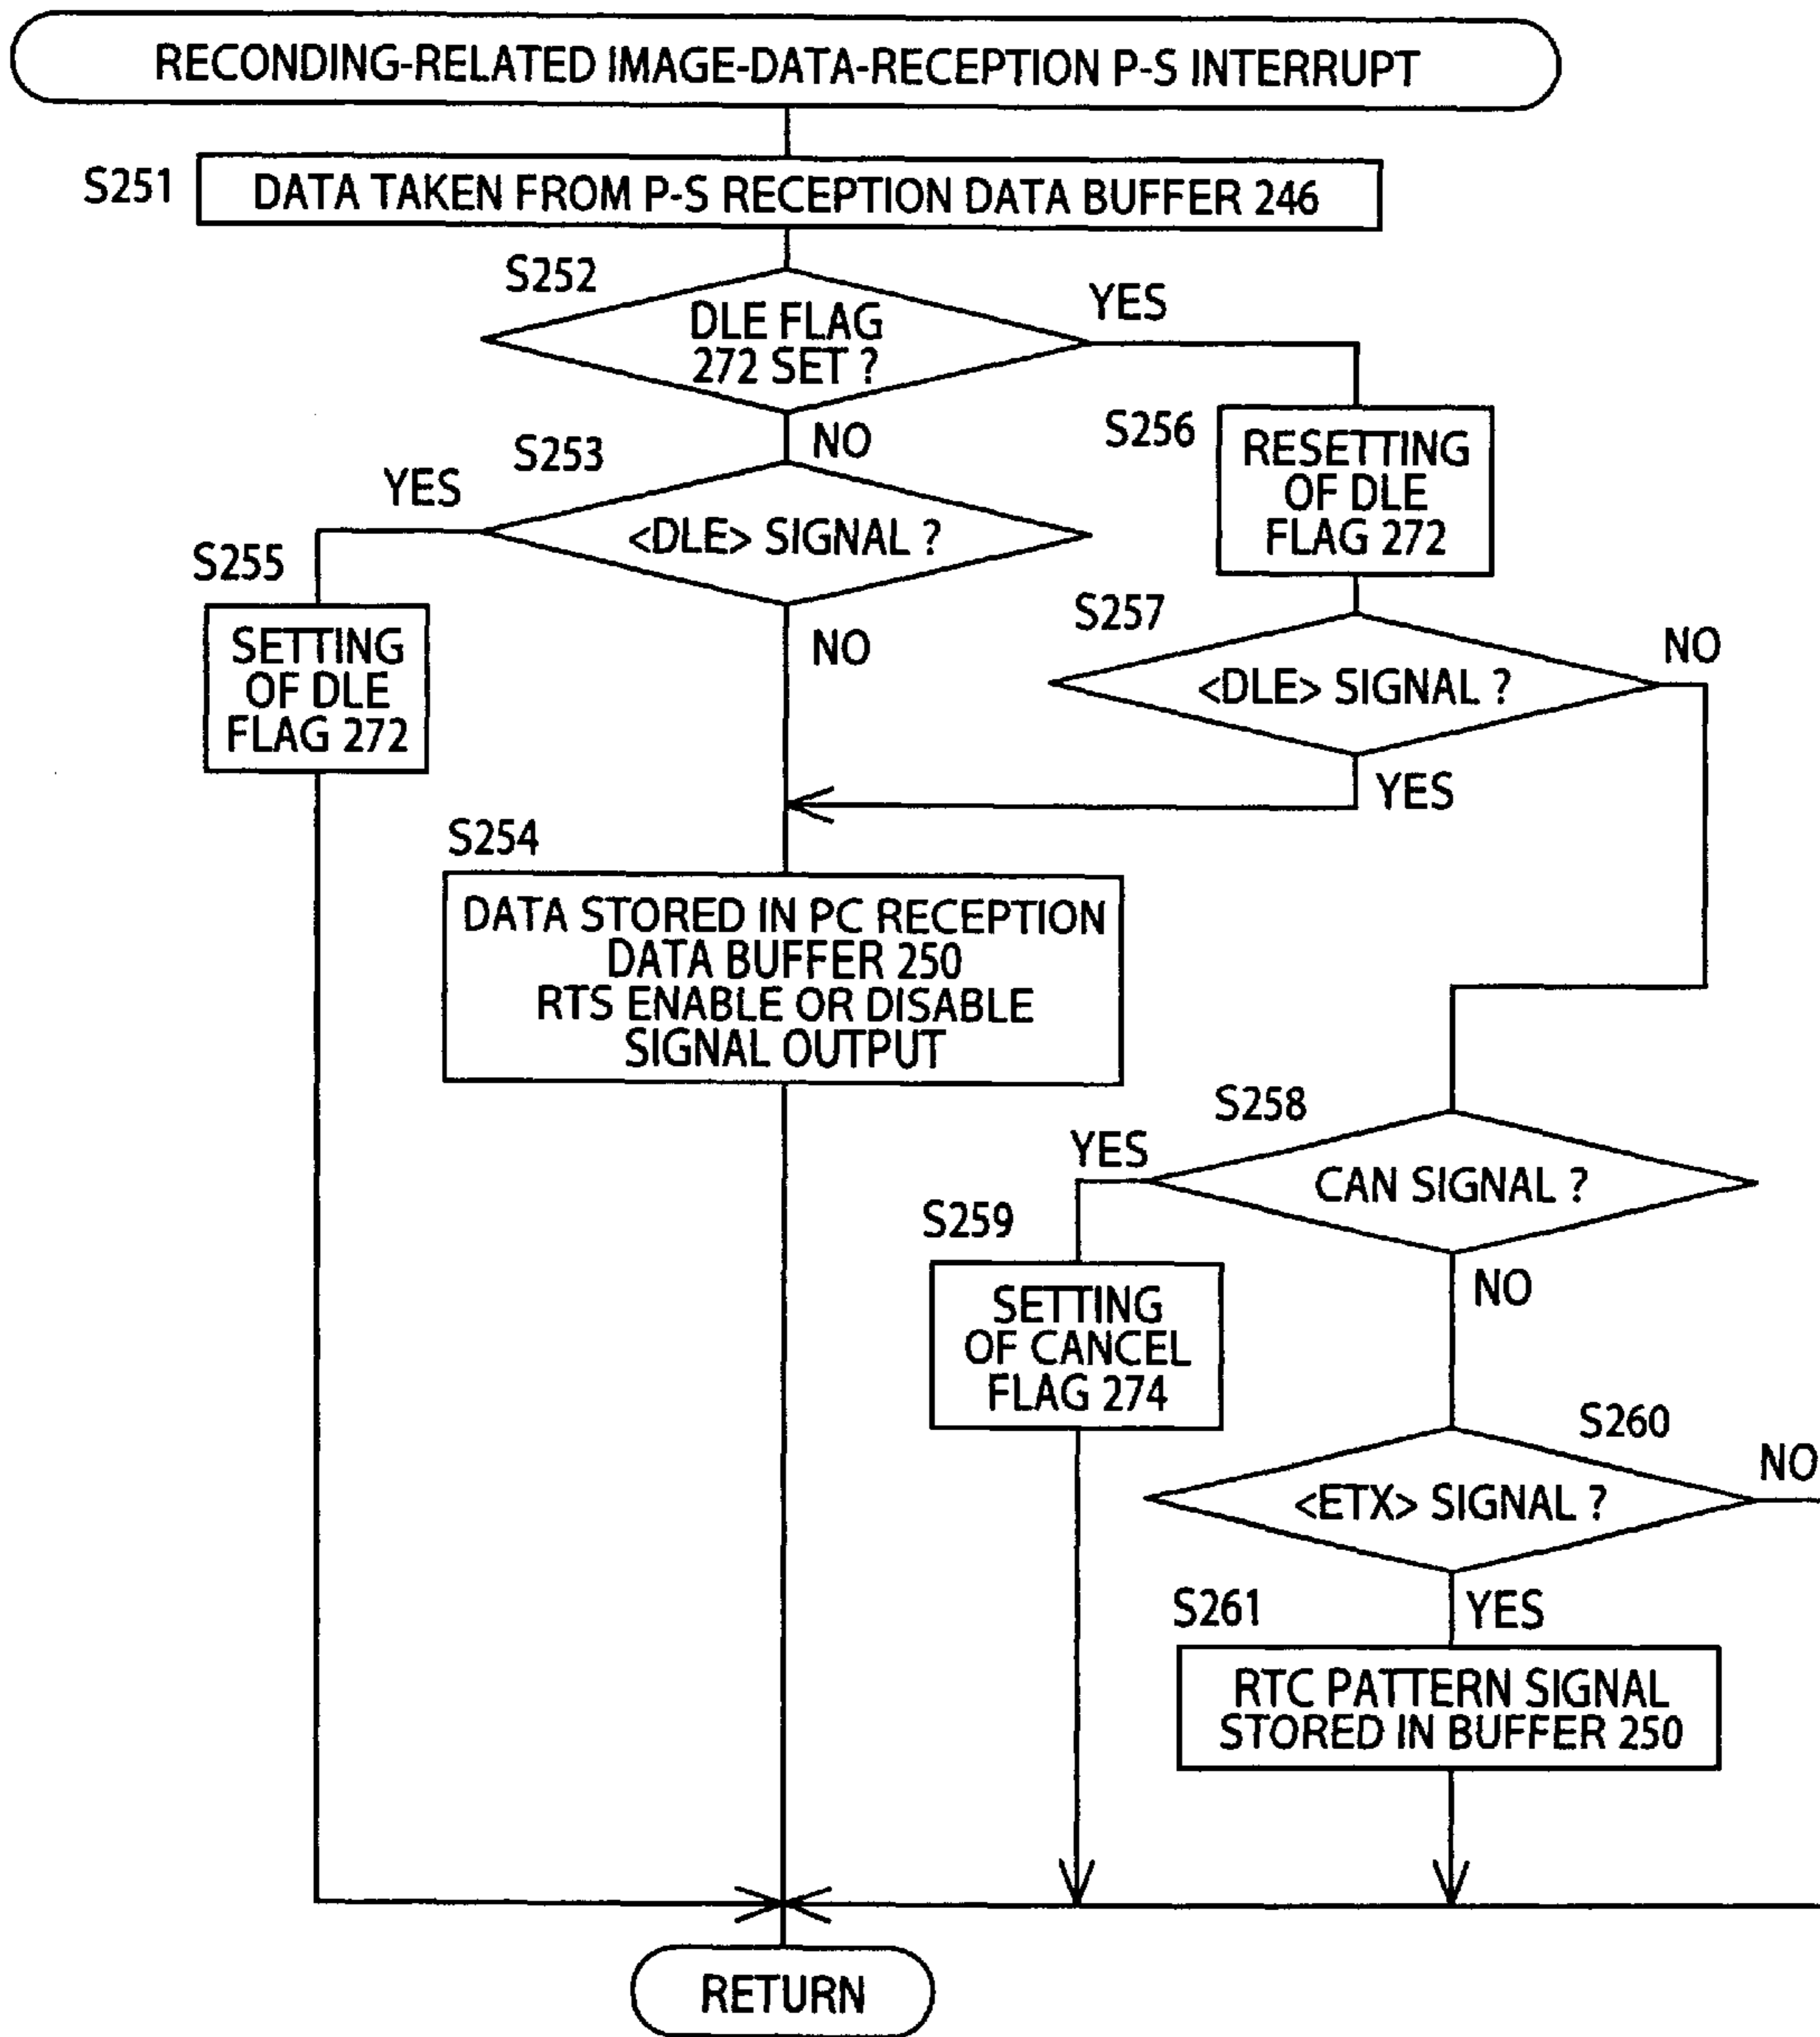 RECONDING-RELATED IMAGE-DATA-RECEPTION P-S INTERRUPT
S251
DATA TAKEN FROM P-S RECEPTION DATA BUFFER 246
S252
DLE FLAG
272 SET ?
YES
NO
S256
RESETTING
OF DLE
FLAG 272
S253
YES
<DLE> SIGNAL ?
NO
S255
SETTING
OF DLE
FLAG 272
S257
<DLE> SIGNAL ?
NO
YES
S254
DATA STORED IN PC RECEPTION
DATA BUFFER 250
RTS ENABLE OR DISABLE
SIGNAL OUTPUT
S258
YES
CAN SIGNAL ?
NO
S259
SETTING
OF CANCEL
FLAG 274
S260
<ETX> SIGNAL ?
NO
YES
S261
RTC PATTERN SIGNAL
STORED IN BUFFER 250
RETURN